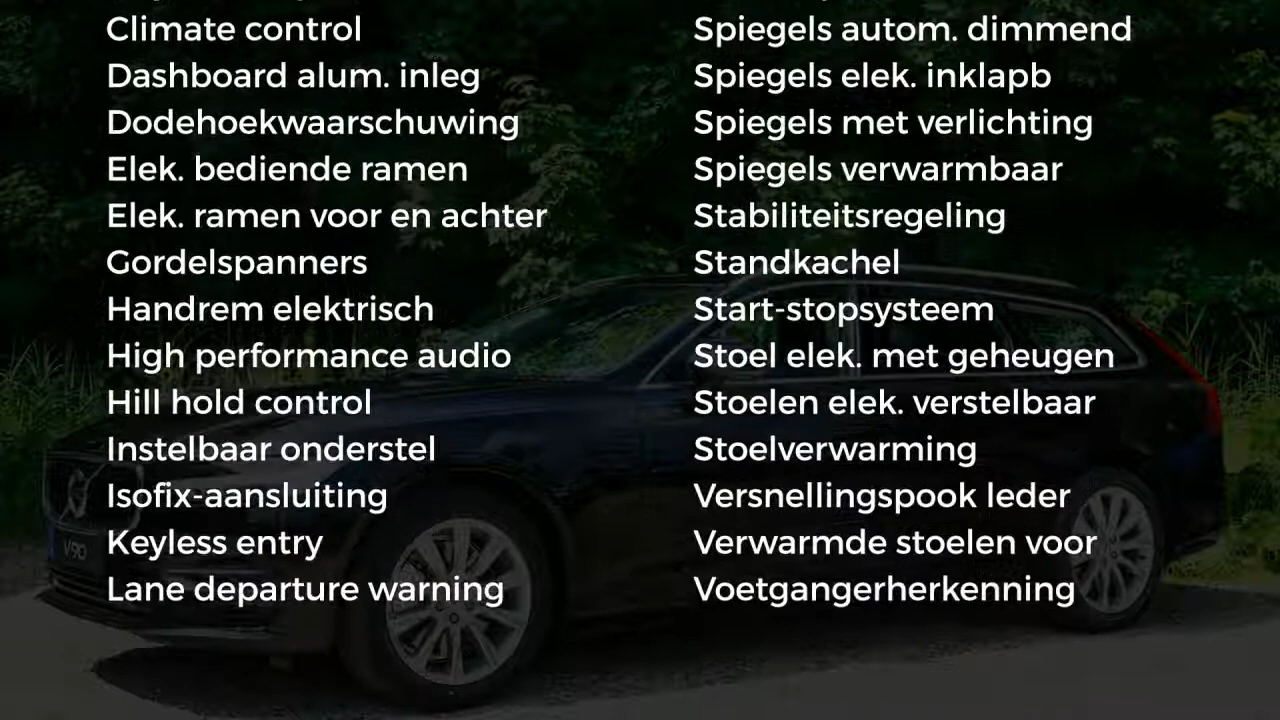 Climate control
Dashboard alum. inleg
Dodehoekwaarschuwing
Elek. bediende ramen
Elek. ramen voor en achter
Gordelspanners
Handrem elektrisch
High performance audio
Hill hold control
Instelbaar onderstel
Isofix-aansluiting
Keyless entry
Lane departure warning
Spiegels autom. dimmend
Spiegels elek. inklapb
Spiegels met verlichting
Spiegels verwarmbaar
Stabiliteitsregeling
Standkachel
Start-stopsysteem
Stoel elek. met geheugen
Stoelen elek. verstelbaar
Stoelverwarming
Versnellingspook leder
Verwarmde stoelen voor
Voetgangerherkenning
V90